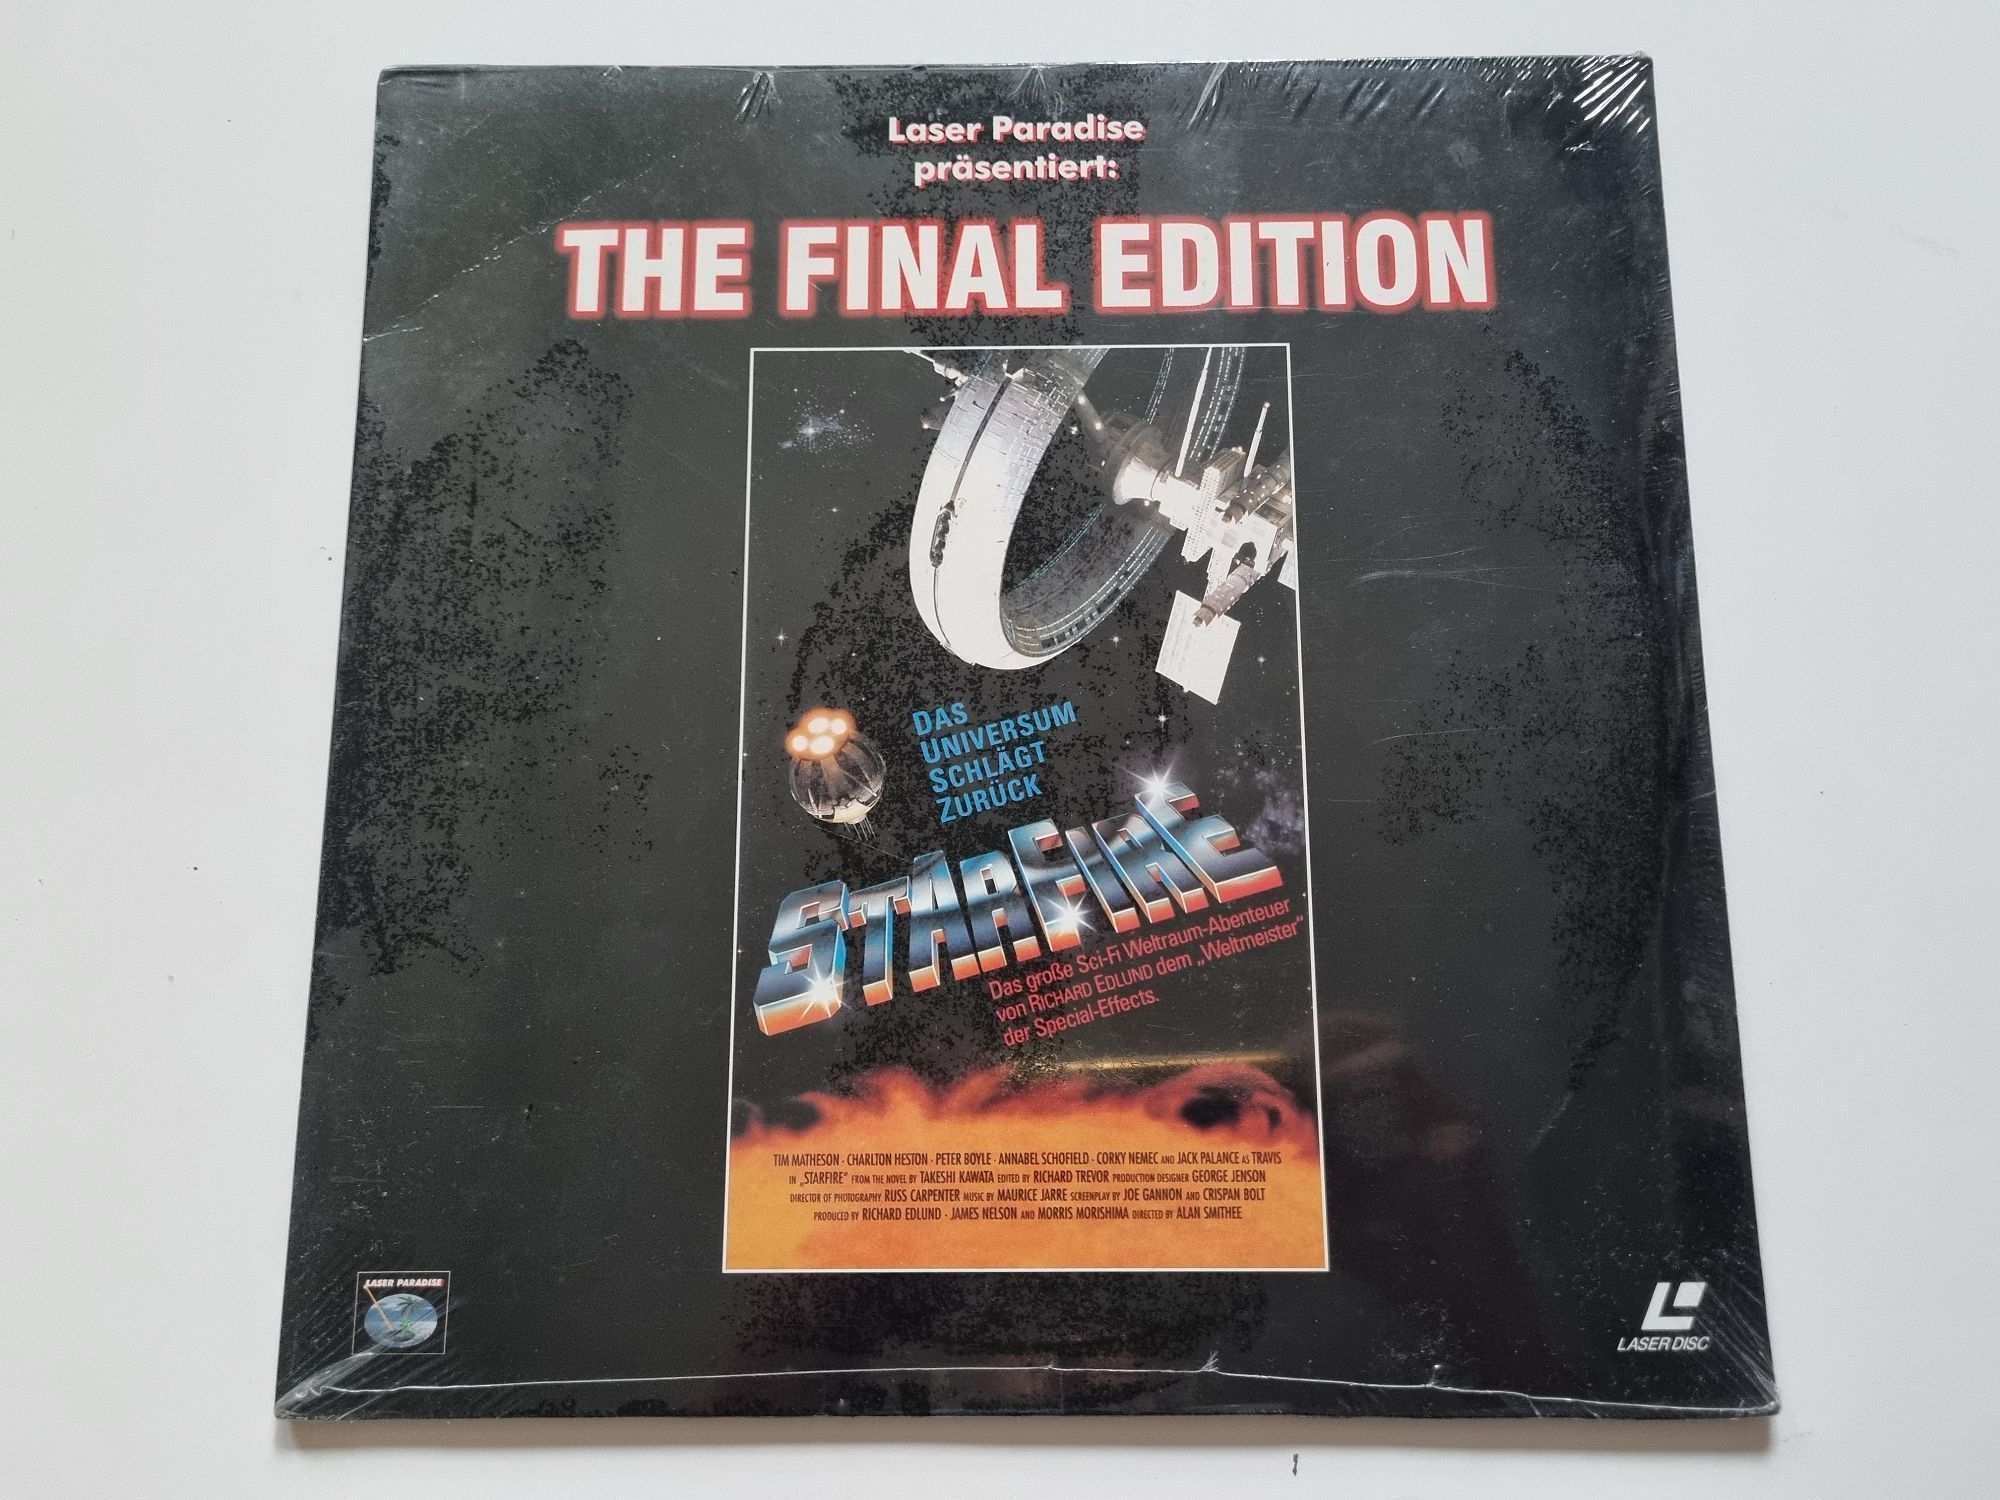 Laser Paradise
präsentiert:
THE FINAL EDITION
DAS
UNIVERSUM
SCHLÄGT
ZURÜCK
STARFIRE
Das große Sci-Fi Weltraum-Abenteuer
von RICHARD EDLUND dem „Weltmeister“
der Special-Effects.
TIM MATHESON · CHARLTON HESTON · PETER BOYLE · ANNABEL SCHOFIELD · CORKY NEMEC AND JACK PALANCE AS TRAVIS
IN „STARFIRE“ FROM THE NOVEL BY TAKESHI KAWATA EDITED BY RICHARD TREVOR PRODUCTION DESIGNER GEORGE JENSON
DIRECTOR OF PHOTOGRAPHY RUSS CARPENTER MUSIC BY MAURICE JARRE SCREENPLAY BY JOE GANNON AND CRISPAN BOLT
PRODUCED BY RICHARD EDLUND · JAMES NELSON AND MORRIS MORISHIMA DIRECTED BY ALAN SMITHEE
LASER PARADISE
LASER DISC